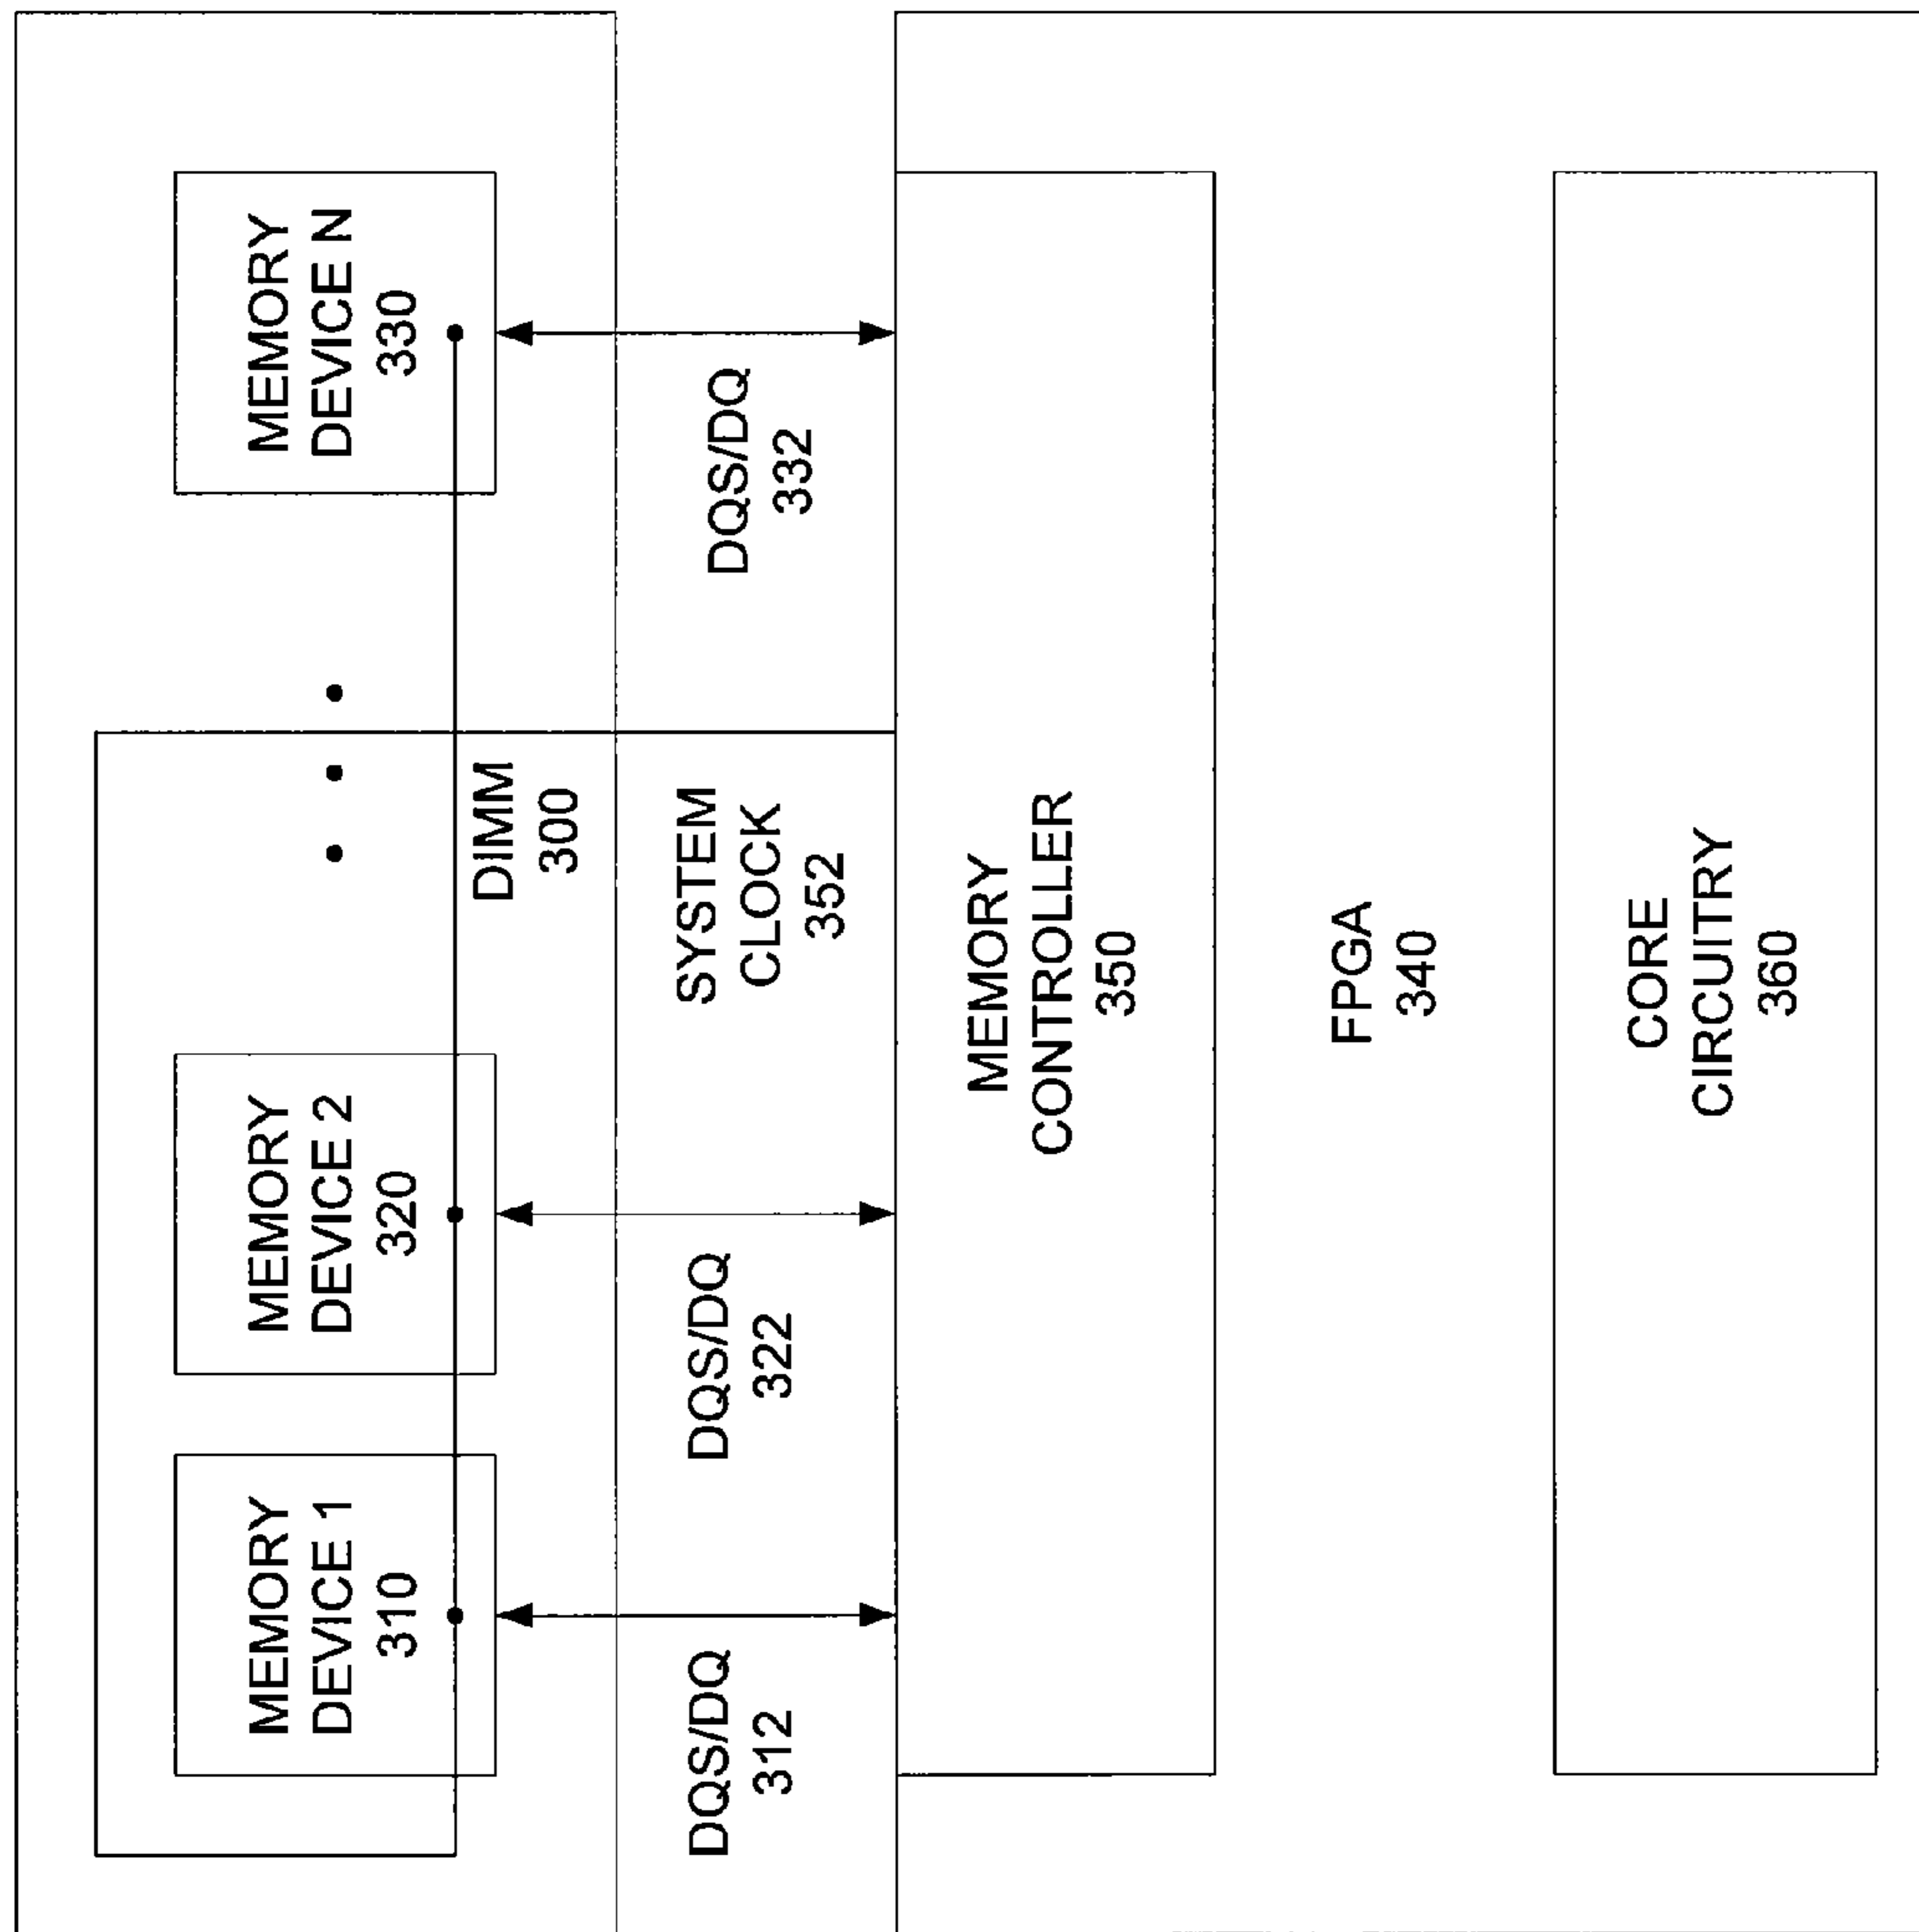 MEMORY
DEVICE 1
310
MEMORY
DEVICE 2
320
MEMORY
DEVICE N
330
DIMM
300
DQS/DQ
312
DQS/DQ
322
SYSTEM
CLOCK
352
DQS/DQ
332
MEMORY
CONTROLLER
350
FPGA
340
CORE
CIRCUITRY
360